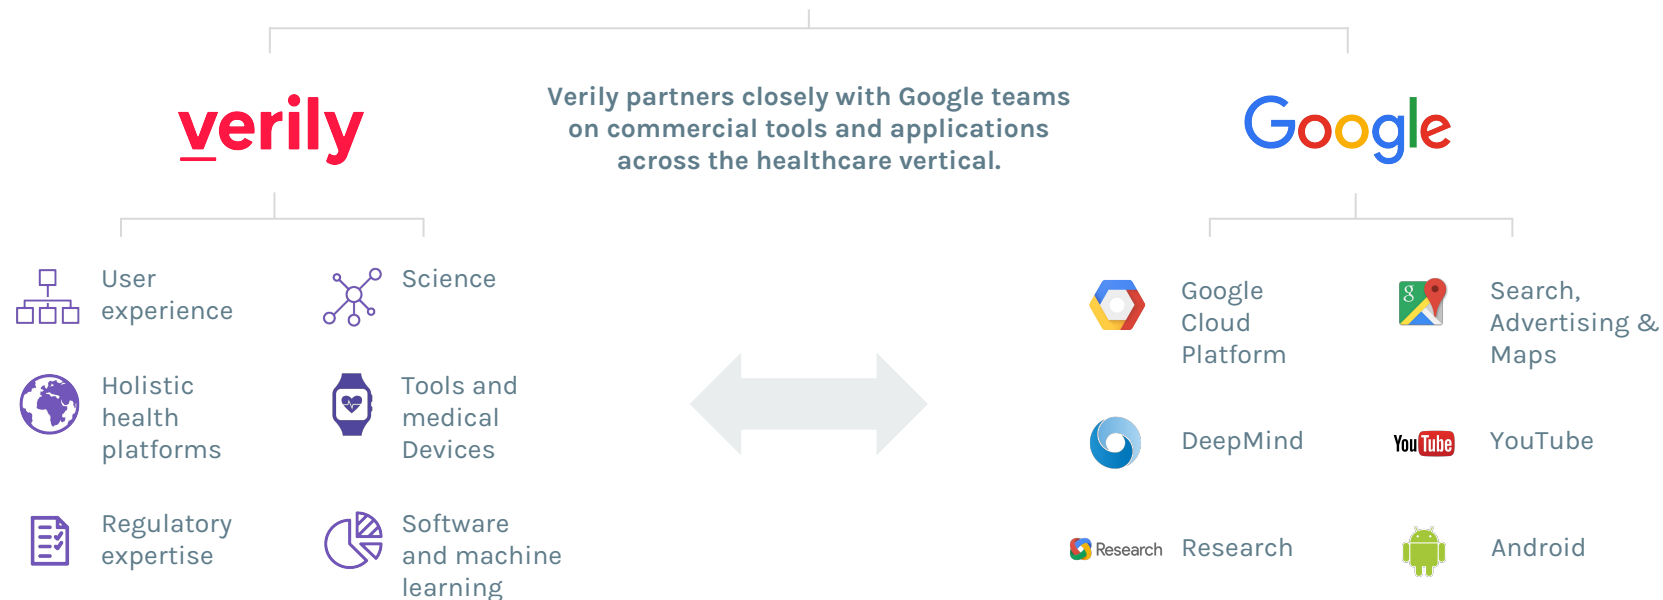 verily
Verily partners closely with Google teams
on commercial tools and applications
across the healthcare vertical.
Google
User
experience
Science
Holistic
health
platforms
Tools and
medical
Devices
Regulatory
expertise
Software
and machine
learning
Google
Cloud
Platform
g
Search,
Advertising &
Maps
DeepMind
YouTube
YouTube
Research
Research
Android